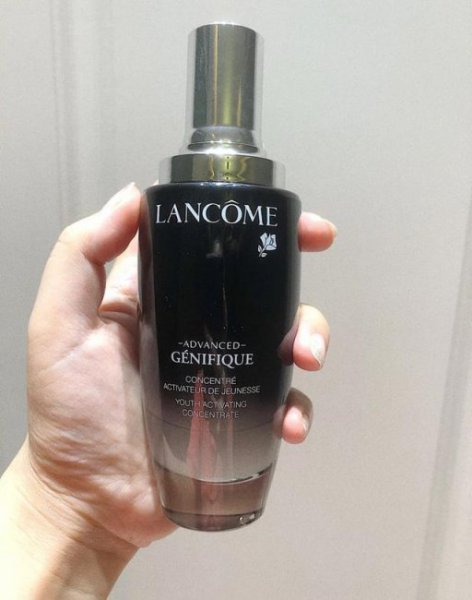 LANCÔME
-ADVANCED-
GÉNIFIQUE
CONCENTRÉ
ACTIVATEUR DE JEUNESSE
YOUTH ACTIVATING
CONCENTRATE